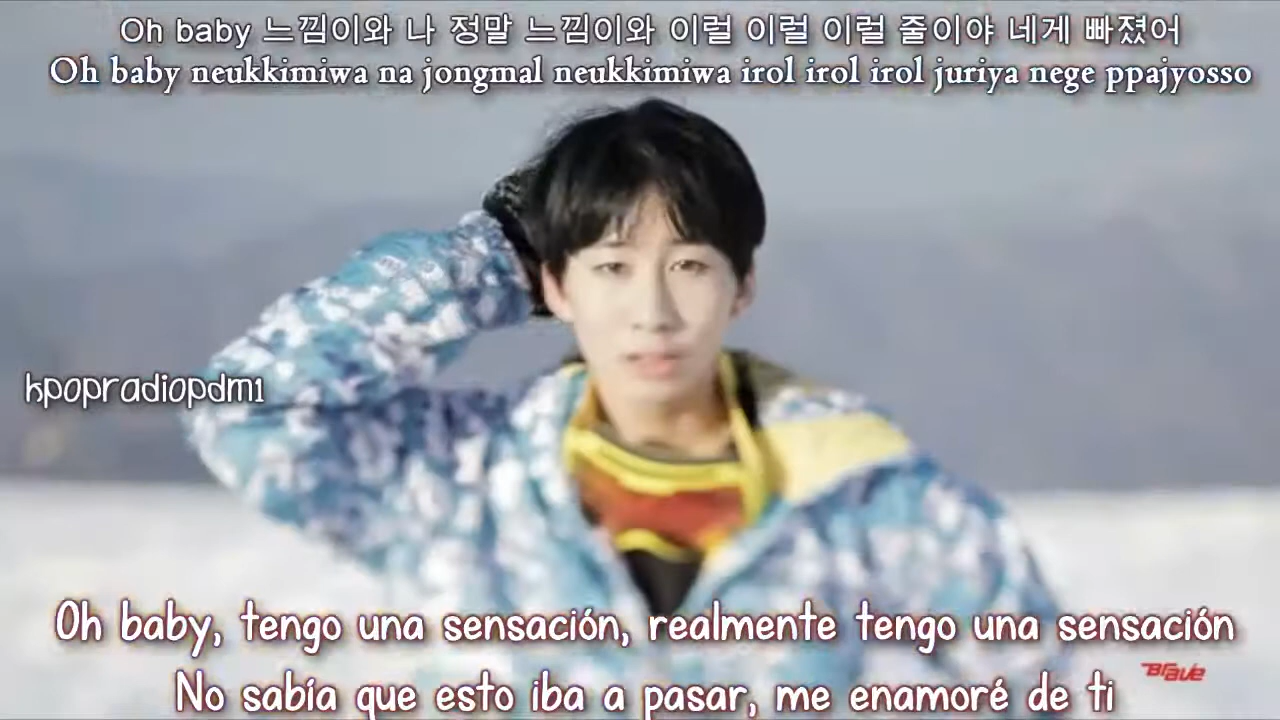 Oh baby 느낌이와 나 정말 느낌이와 이럴 이럴 이럴 줄이야 네게 빠졌어
Oh baby neukkimiwa na jongmal neukkimiwa irol irol irol juriya nege ppajyosso
kpopradiopdm1
Oh baby, tengo una sensación, realmente tengo una sensación
No sabía que esto iba a pasar, me enamoré de ti
Brave